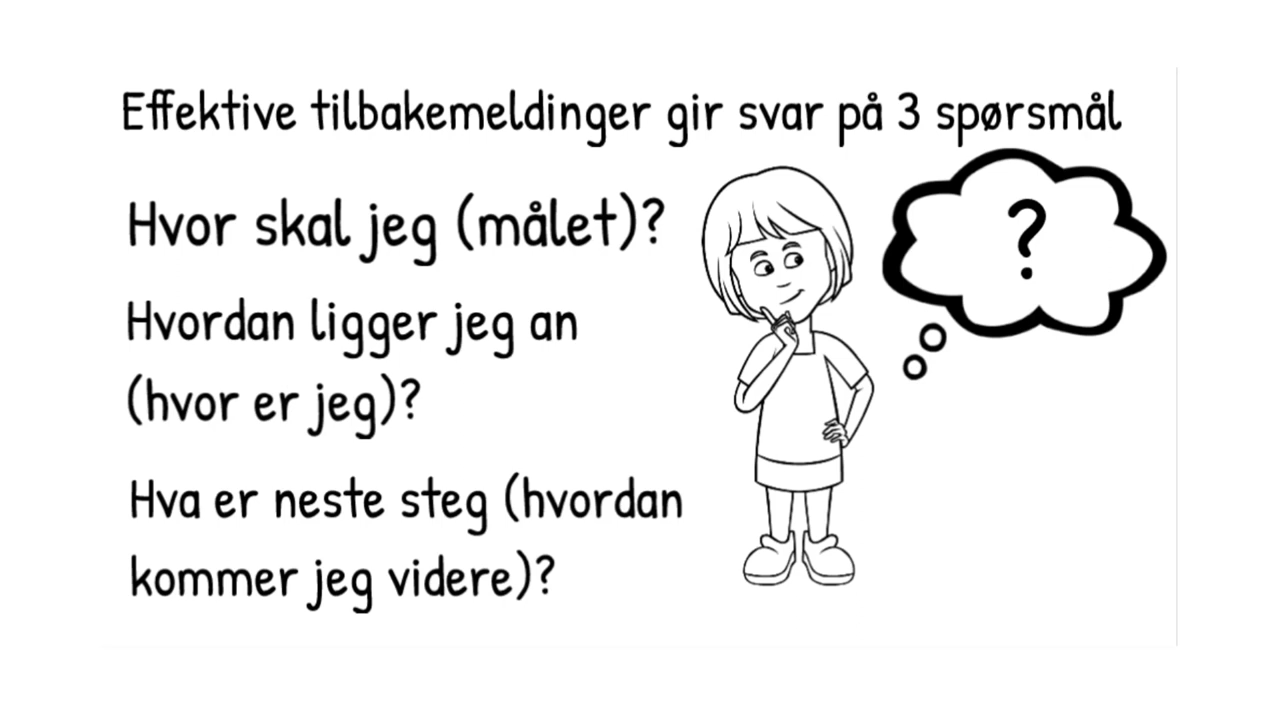 Effektive tilbakemeldinger gir svar på 3 spørsmål
Hvor skal jeg (målet)?
?
Hvordan ligger jeg an
(hvor er jeg)?
Hva er neste steg (hvordan
kommer jeg videre)?